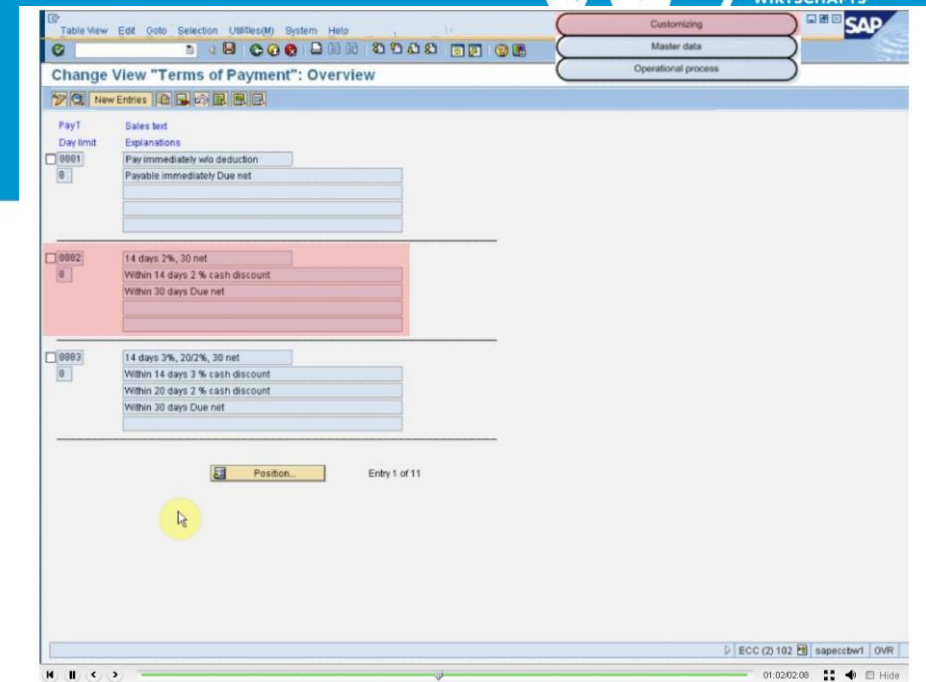 WIRTSCHAFTS
Table View Edit Goto Selection Utilities(M) System Help
Customizing
SAP
Master data
Operational process
Change View "Terms of Payment": Overview
New Entries
PayT Sales text
Day limit Explanations
0001 Pay immediately w/o deduction
0 Payable immediately Due net
0002 14 days 2%, 30 net
0 Within 14 days 2 % cash discount
Within 30 days Due net
0003 14 days 3%, 20/2%, 30 net
0 Within 14 days 3 % cash discount
Within 20 days 2 % cash discount
Within 30 days Due net
Position... Entry 1 of 11
ECC (2) 102 sapeccbw1 OVR
01:02/02:08 Hide